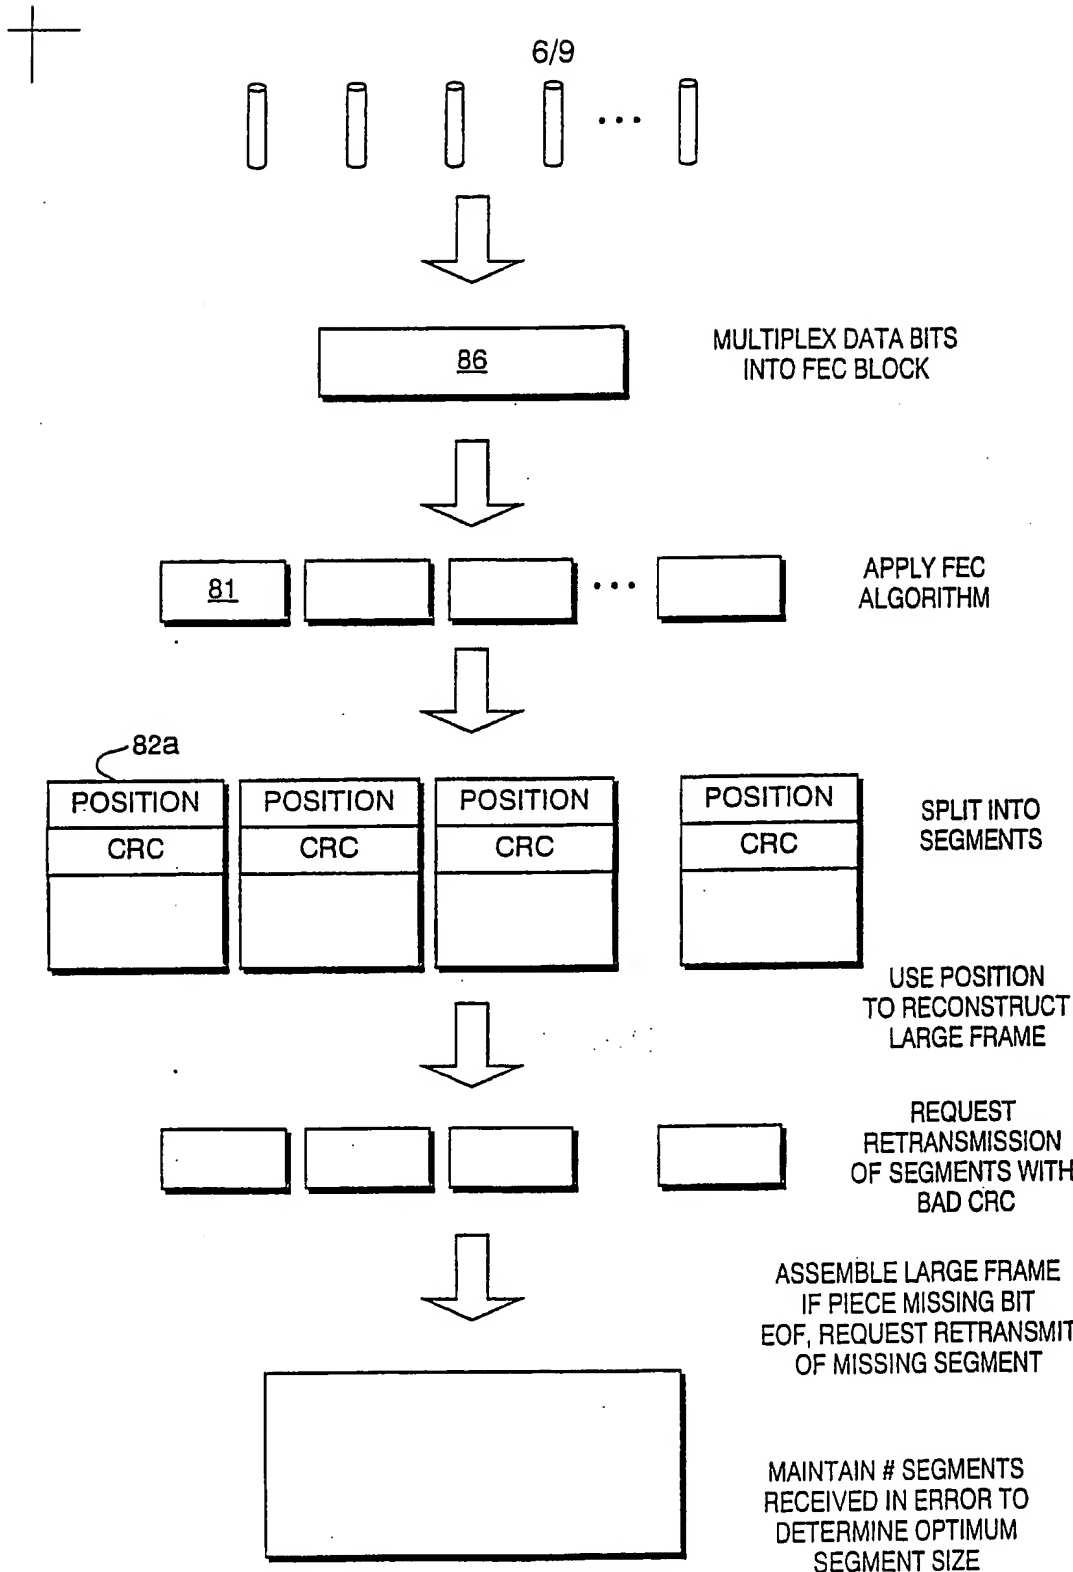 6/9
MULTIPLEX DATA BITS
INTO FEC BLOCK
86
APPLY FEC
ALGORITHM
81
82a
POSITION
POSITION
POSITION
POSITION
CRC
CRC
CRC
CRC
SPLIT INTO
SEGMENTS
USE POSITION
TO RECONSTRUCT
LARGE FRAME
REQUEST
RETRANSMISSION
OF SEGMENTS WITH
BAD CRC
ASSEMBLE LARGE FRAME
IF PIECE MISSING BIT
EOF, REQUEST RETRANSMIT
OF MISSING SEGMENT
MAINTAIN # SEGMENTS
RECEIVED IN ERROR TO
DETERMINE OPTIMUM
SEGMENT SIZE